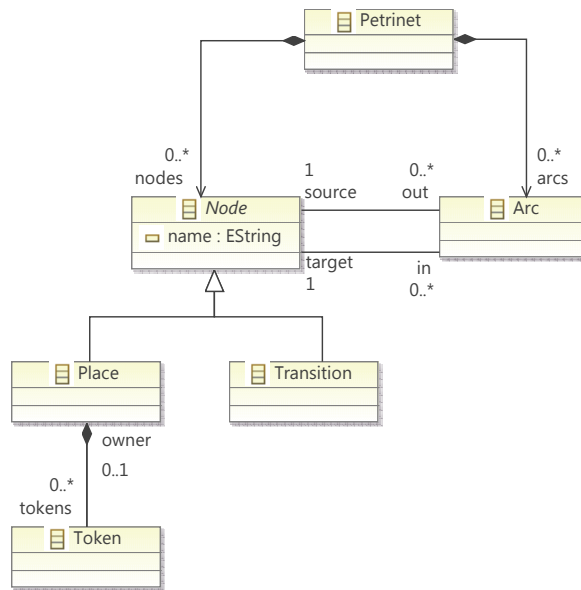 Petrinet
0..*
nodes
1
source
0..*
out
0..*
arcs
Node
name : EString
Arc
target
1
in
0..*
Place
Transition
owner
0..1
0..*
tokens
Token